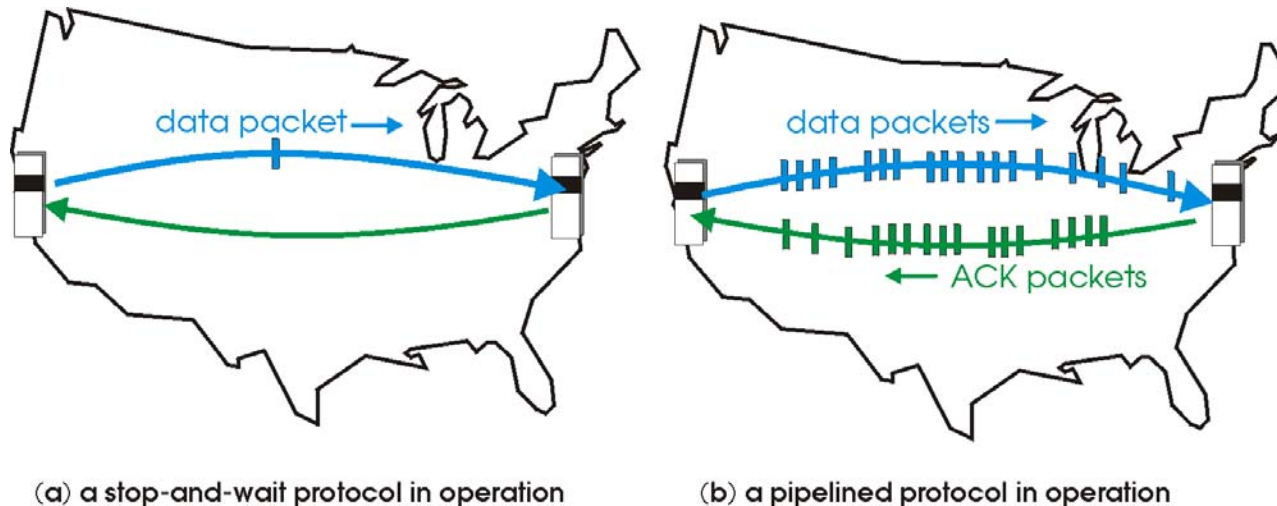 data packet
data packets
ACK packets
(a) a stop-and-wait protocol in operation
(b) a pipelined protocol in operation